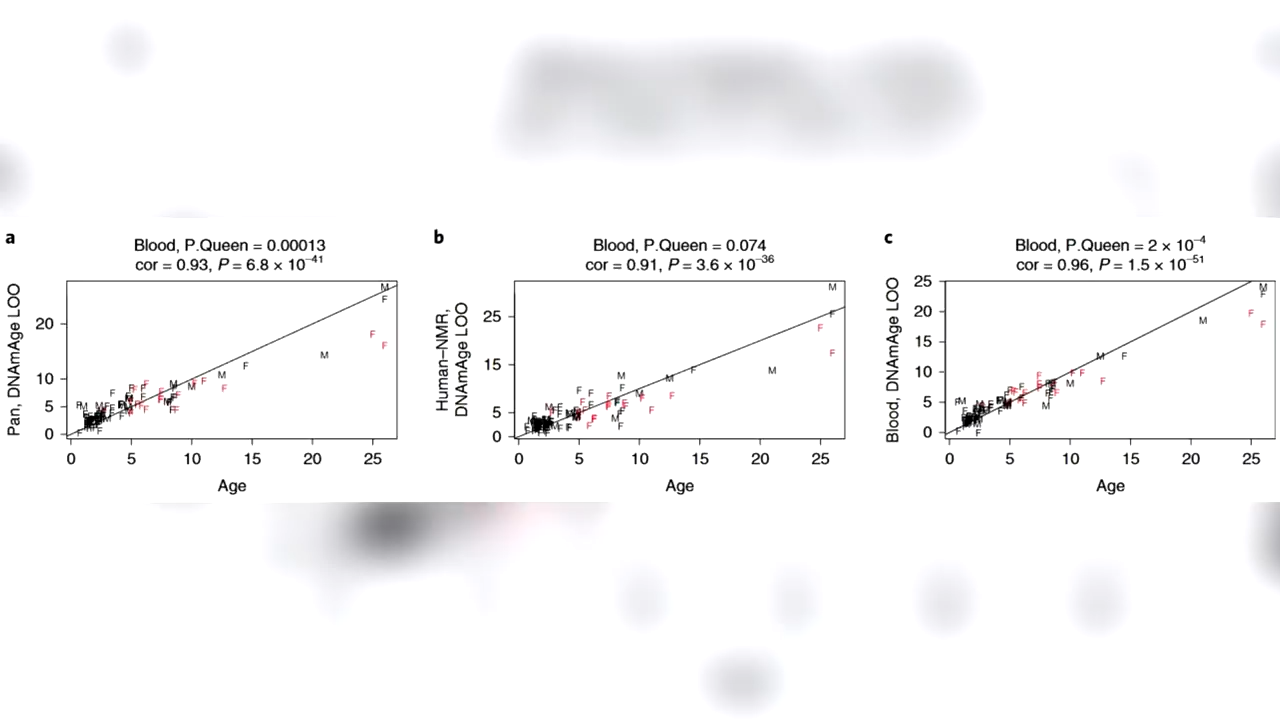 a
Blood, P.Queen = 0.00013
cor = 0.93, P = 6.8 × 10⁻⁴¹
Pan, DNAmAge LOO
20
10
5
0
0 5 10 15 20 25
Age
b
Blood, P.Queen = 0.074
cor = 0.91, P = 3.6 × 10⁻³⁶
Human–NMR,
DNAmAge LOO
25
15
5
0
0 5 10 15 20 25
Age
c
Blood, P.Queen = 2 × 10⁻⁴
cor = 0.96, P = 1.5 × 10⁻⁵¹
Blood, DNAmAge LOO
25
20
15
10
5
0
0 5 10 15 20 25
Age